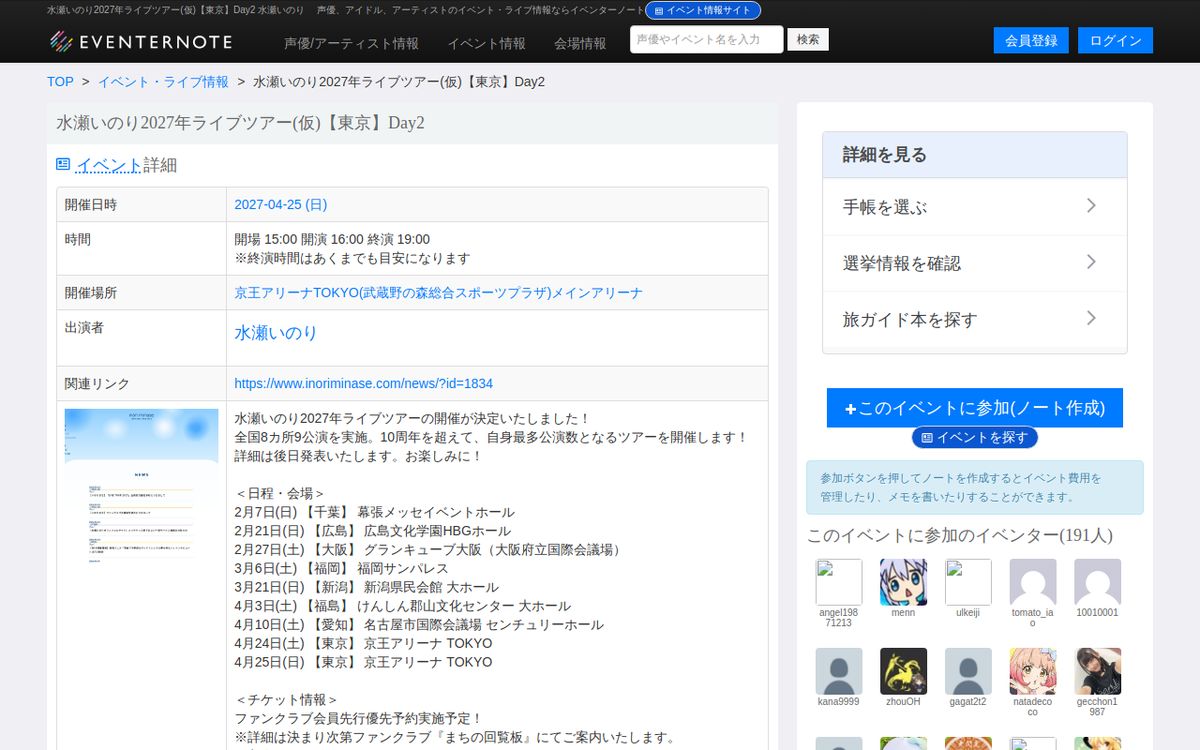 水瀬いのり2027年ライブツアー(仮)【東京】Day2 水瀬いのり 声優、アイドル、アーティストのイベント・ライブ情報ならイベンターノート
イベント情報サイト
EVENTERNOTE
声優/アーティスト情報
イベント情報
会場情報
声優やイベント名を入力
検索
会員登録
ログイン
TOP > イベント・ライブ情報 > 水瀬いのり2027年ライブツアー(仮)【東京】Day2
水瀬いのり2027年ライブツアー(仮)【東京】Day2
イベント詳細
開催日時
2027-04-25 (日)
時間
開場 15:00 開演 16:00 終演 19:00
※終演時間はあくまでも目安になります
開催場所
京王アリーナTOKYO(武蔵野の森総合スポーツプラザ)メインアリーナ
出演者
水瀬いのり
関連リンク
https://www.inoriminase.com/news/?id=1834
inori minase
NEWS
水瀬いのり2027年ライブツアーの開催が決定いたしました！
全国8カ所9公演を実施。10周年を超えて、自身最多公演数となるツアーを開催します！
詳細は後日発表いたします。お楽しみに！
＜日程・会場＞
2月7日(日) 【千葉】 幕張メッセイベントホール
2月21日(日) 【広島】 広島文化学園HBGホール
2月27日(土) 【大阪】 グランキューブ大阪（大阪府立国際会議場）
3月6日(土) 【福岡】 福岡サンパレス
3月21日(日) 【新潟】 新潟県民会館 大ホール
4月3日(土) 【福島】 けんしん郡山文化センター 大ホール
4月10日(土) 【愛知】 名古屋市国際会議場 センチュリーホール
4月24日(土) 【東京】 京王アリーナ TOKYO
4月25日(日) 【東京】 京王アリーナ TOKYO
＜チケット情報＞
ファンクラブ会員先行優先予約実施予定！
※詳細は決まり次第ファンクラブ『まちの回覧板』にてご案内いたします。
詳細を見る
手帳を選ぶ
選挙情報を確認
旅ガイド本を探す
このイベントに参加(ノート作成)
イベントを探す
参加ボタンを押してノートを作成するとイベント費用を
管理したり、メモを書いたりすることができます。
このイベントに参加のイベンター(191人)
angel198
71213
menn
ulkeiji
tomato_ia
o
10010001
kana9999
zhouOH
gagat2t2
natadeco
co
gecchon1
987